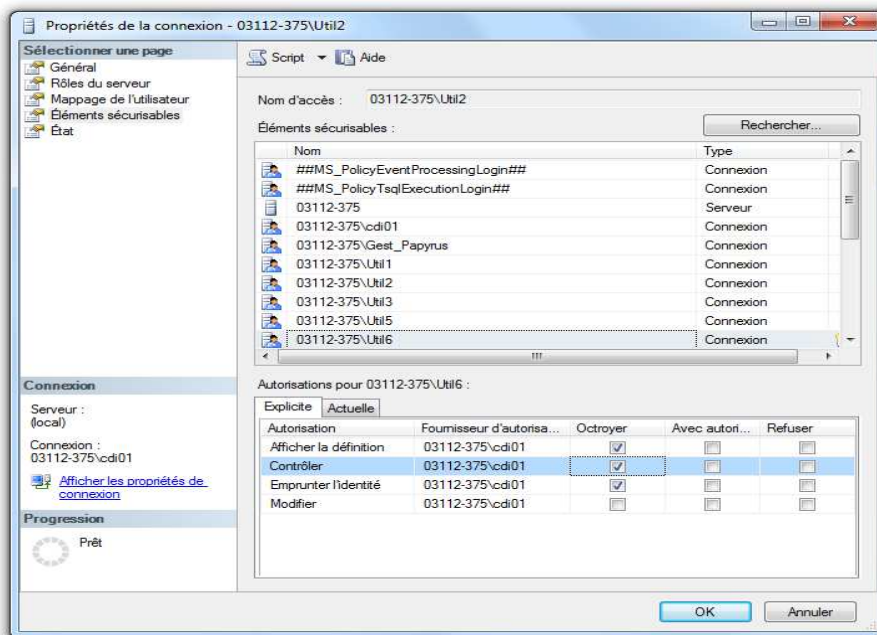 Propriétés de la connexion - 03112-375\Util2
Sélectionner une page
Général
Rôles du serveur
Mappage de l'utilisateur
Éléments sécurisables
État
Script Aide
Nom d'accès : 03112-375\Util2
Éléments sécurisables :
Rechercher...
Nom Type
##MS_PolicyEventProcessingLogin## Connexion
##MS_PolicyTsqlExecutionLogin## Connexion
03112-375 Serveur
03112-375\cdi01 Connexion
03112-375\Gest_Papyrus Connexion
03112-375\Util1 Connexion
03112-375\Util2 Connexion
03112-375\Util3 Connexion
03112-375\Util5 Connexion
03112-375\Util6 Connexion
Connexion
Serveur :
(local)
Connexion :
03112-375\cdi01
Afficher les propriétés de
connexion
Progression
Prêt
Autorisations pour 03112-375\Util6 :
Explicite Actuelle
Autorisation Fournisseur d'autorisa... Octroyer Avec autori... Refuser
Afficher la définition 03112-375\cdi01
Contrôler 03112-375\cdi01
Emprunter l'identité 03112-375\cdi01
Modifier 03112-375\cdi01
OK Annuler